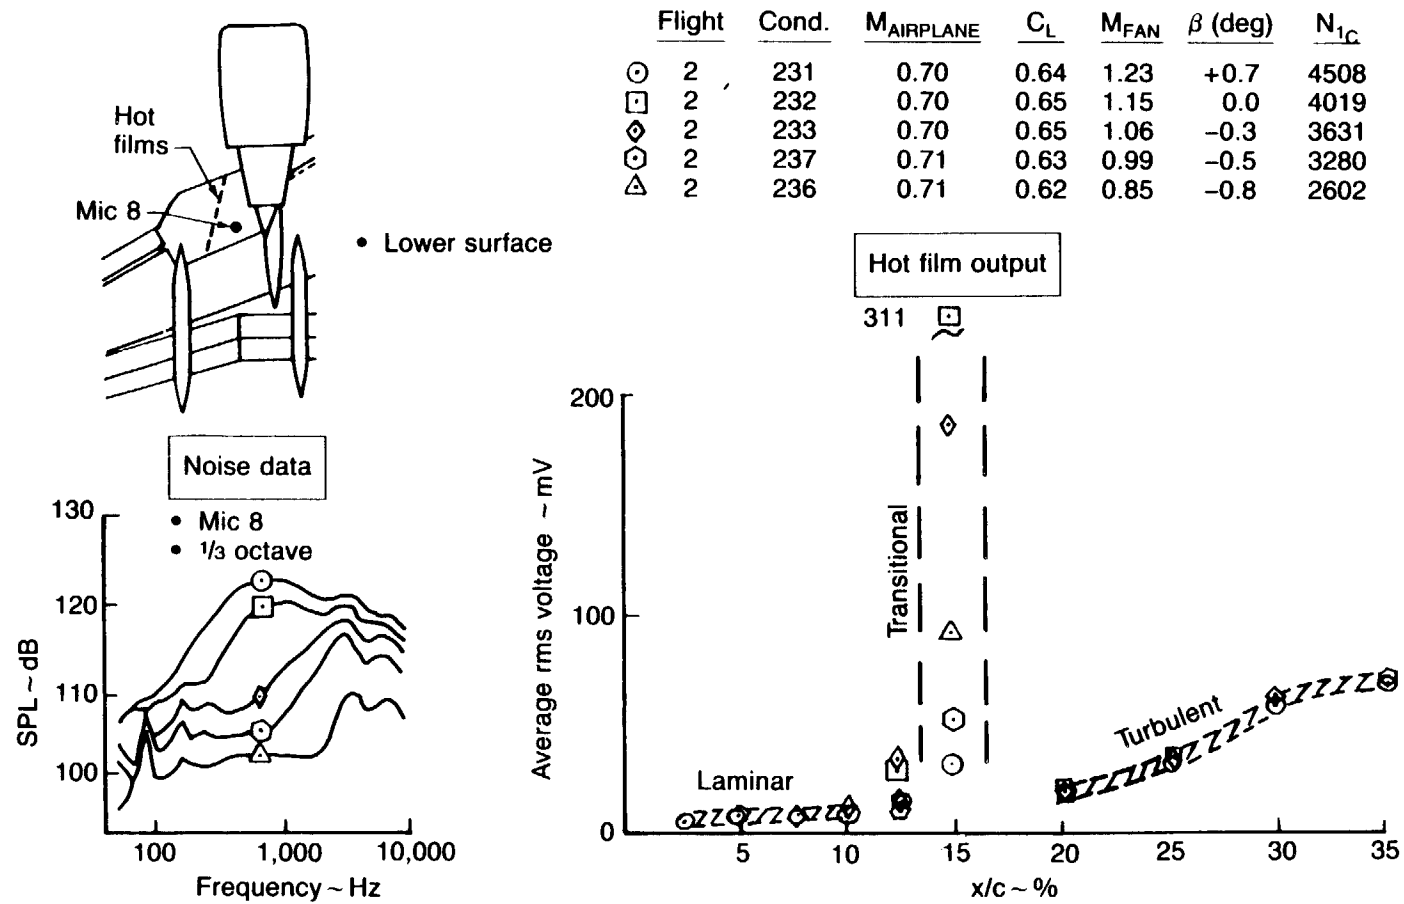 Flight Cond. M_AIRPLANE C_L M_FAN β (deg) N_1C
2 231 0.70 0.64 1.23 +0.7 4508
2 232 0.70 0.65 1.15 0.0 4019
2 233 0.70 0.65 1.06 −0.3 3631
2 237 0.71 0.63 0.99 −0.5 3280
2 236 0.71 0.62 0.85 −0.8 2602
Hot
films
Mic 8
• Lower surface
Noise data
• Mic 8
• 1/3 octave
130
120
110
100
SPL ~ dB
100 1,000 10,000
Frequency ~ Hz
Hot film output
311
200
100
0
Average rms voltage ~ mV
Transitional
Laminar
Turbulent
5 10 15 20 25 30 35
x/c ~ %